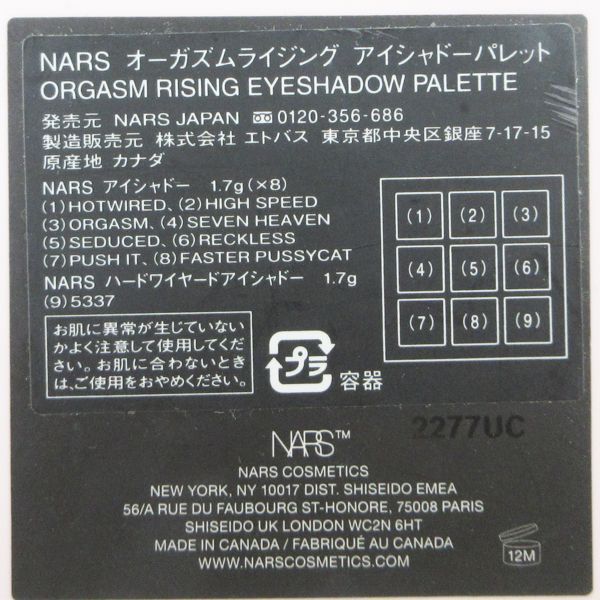 NARS オーガズムライジング アイシャドーパレット
ORGASM RISING EYESHADOW PALETTE
発売元 NARS JAPAN 0120-356-686
製造販売元 株式会社 エトバス 東京都中央区銀座7-17-15
原産地 カナダ
NARS アイシャドー 1.7g(×8)
(1)HOTWIRED, (2)HIGH SPEED
(3)ORGASM, (4)SEVEN HEAVEN
(5)SEDUCED, (6)RECKLESS
(7)PUSH IT, (8)FASTER PUSSYCAT
NARS ハードワイヤードアイシャドー 1.7g
(9)5337
(1) (2) (3)
(4) (5) (6)
(7) (8) (9)
お肌に異常が生じていない
かよく注意して使用してくだ
さい。お肌に合わないとき
は、ご使用をおやめください。
プラ
容器
2277UC
NARS™
NARS COSMETICS
NEW YORK, NY 10017 DIST. SHISEIDO EMEA
56/A RUE DU FAUBOURG ST-HONORE, 75008 PARIS
SHISEIDO UK LONDON WC2N 6HT
MADE IN CANADA / FABRIQUÉ AU CANADA
WWW.NARSCOSMETICS.COM
12M